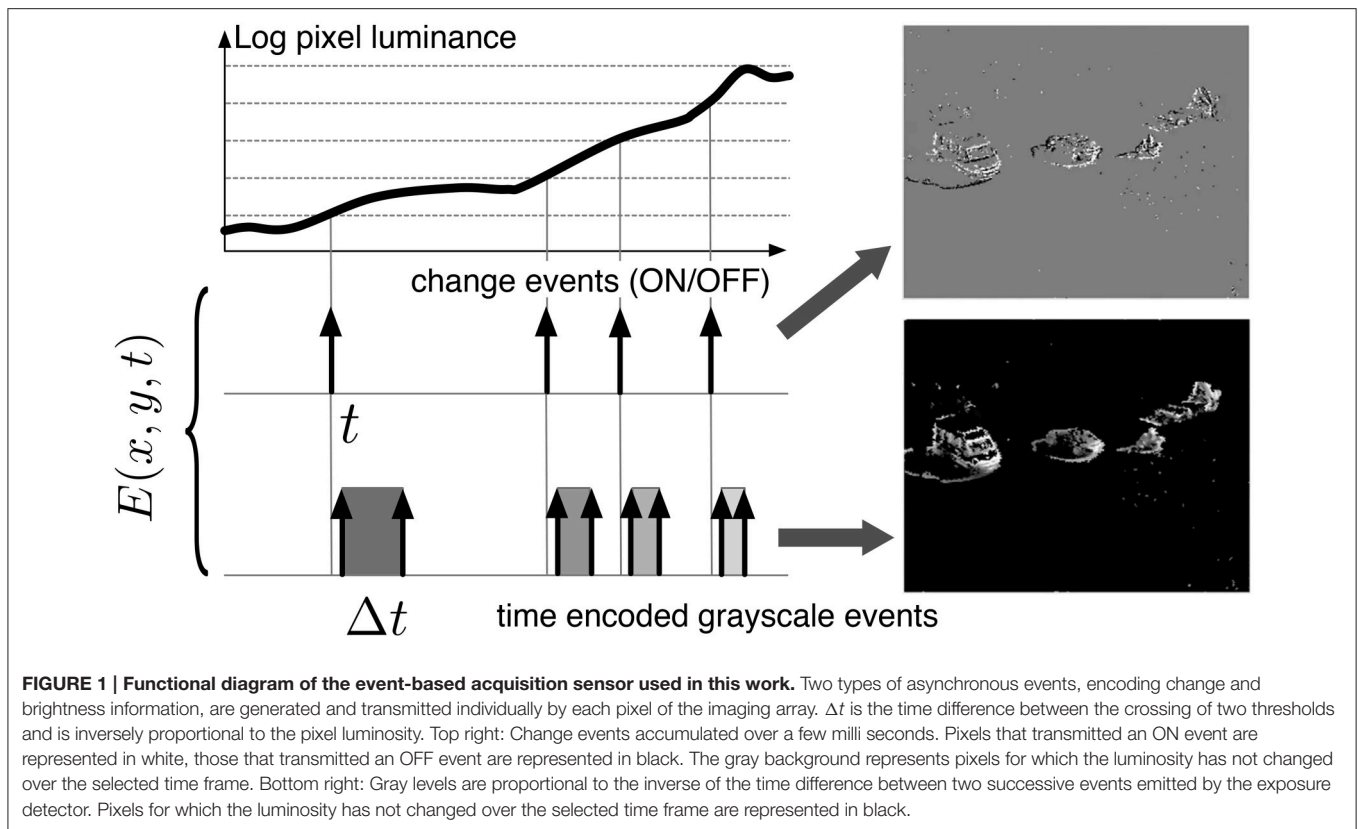 Log pixel luminance
change events (ON/OFF)
E(x, y, t)
t
Δt
time encoded grayscale events
FIGURE 1 | Functional diagram of the event-based acquisition sensor used in this work. Two types of asynchronous events, encoding change and
brightness information, are generated and transmitted individually by each pixel of the imaging array. Δt is the time difference between the crossing of two thresholds
and is inversely proportional to the pixel luminosity. Top right: Change events accumulated over a few milli seconds. Pixels that transmitted an ON event are
represented in white, those that transmitted an OFF event are represented in black. The gray background represents pixels for which the luminosity has not changed
over the selected time frame. Bottom right: Gray levels are proportional to the inverse of the time difference between two successive events emitted by the exposure
detector. Pixels for which the luminosity has not changed over the selected time frame are represented in black.